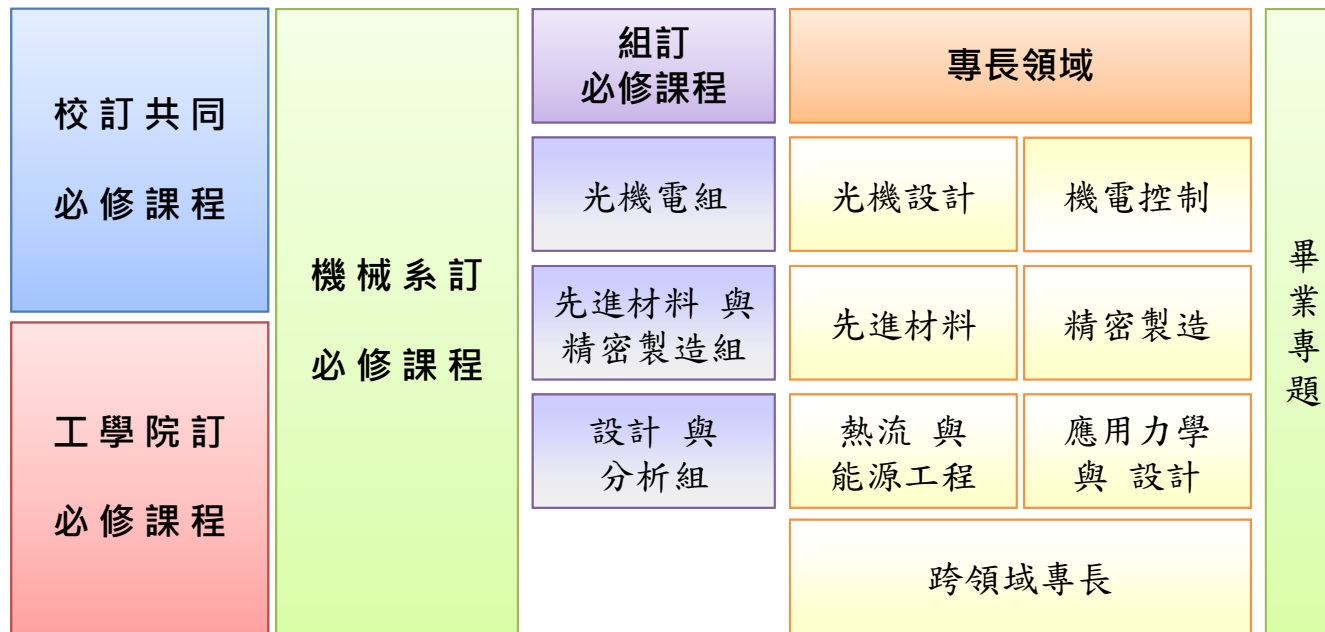 校訂共同
必修課程
工學院訂
必修課程
機械系訂
必修課程
組訂
必修課程
光機電組
先進材料 與
精密製造組
設計 與
分析組
專長領域
光機設計
機電控制
先進材料
精密製造
熱流 與
能源工程
應用力學
與 設計
跨領域專長
畢業專題